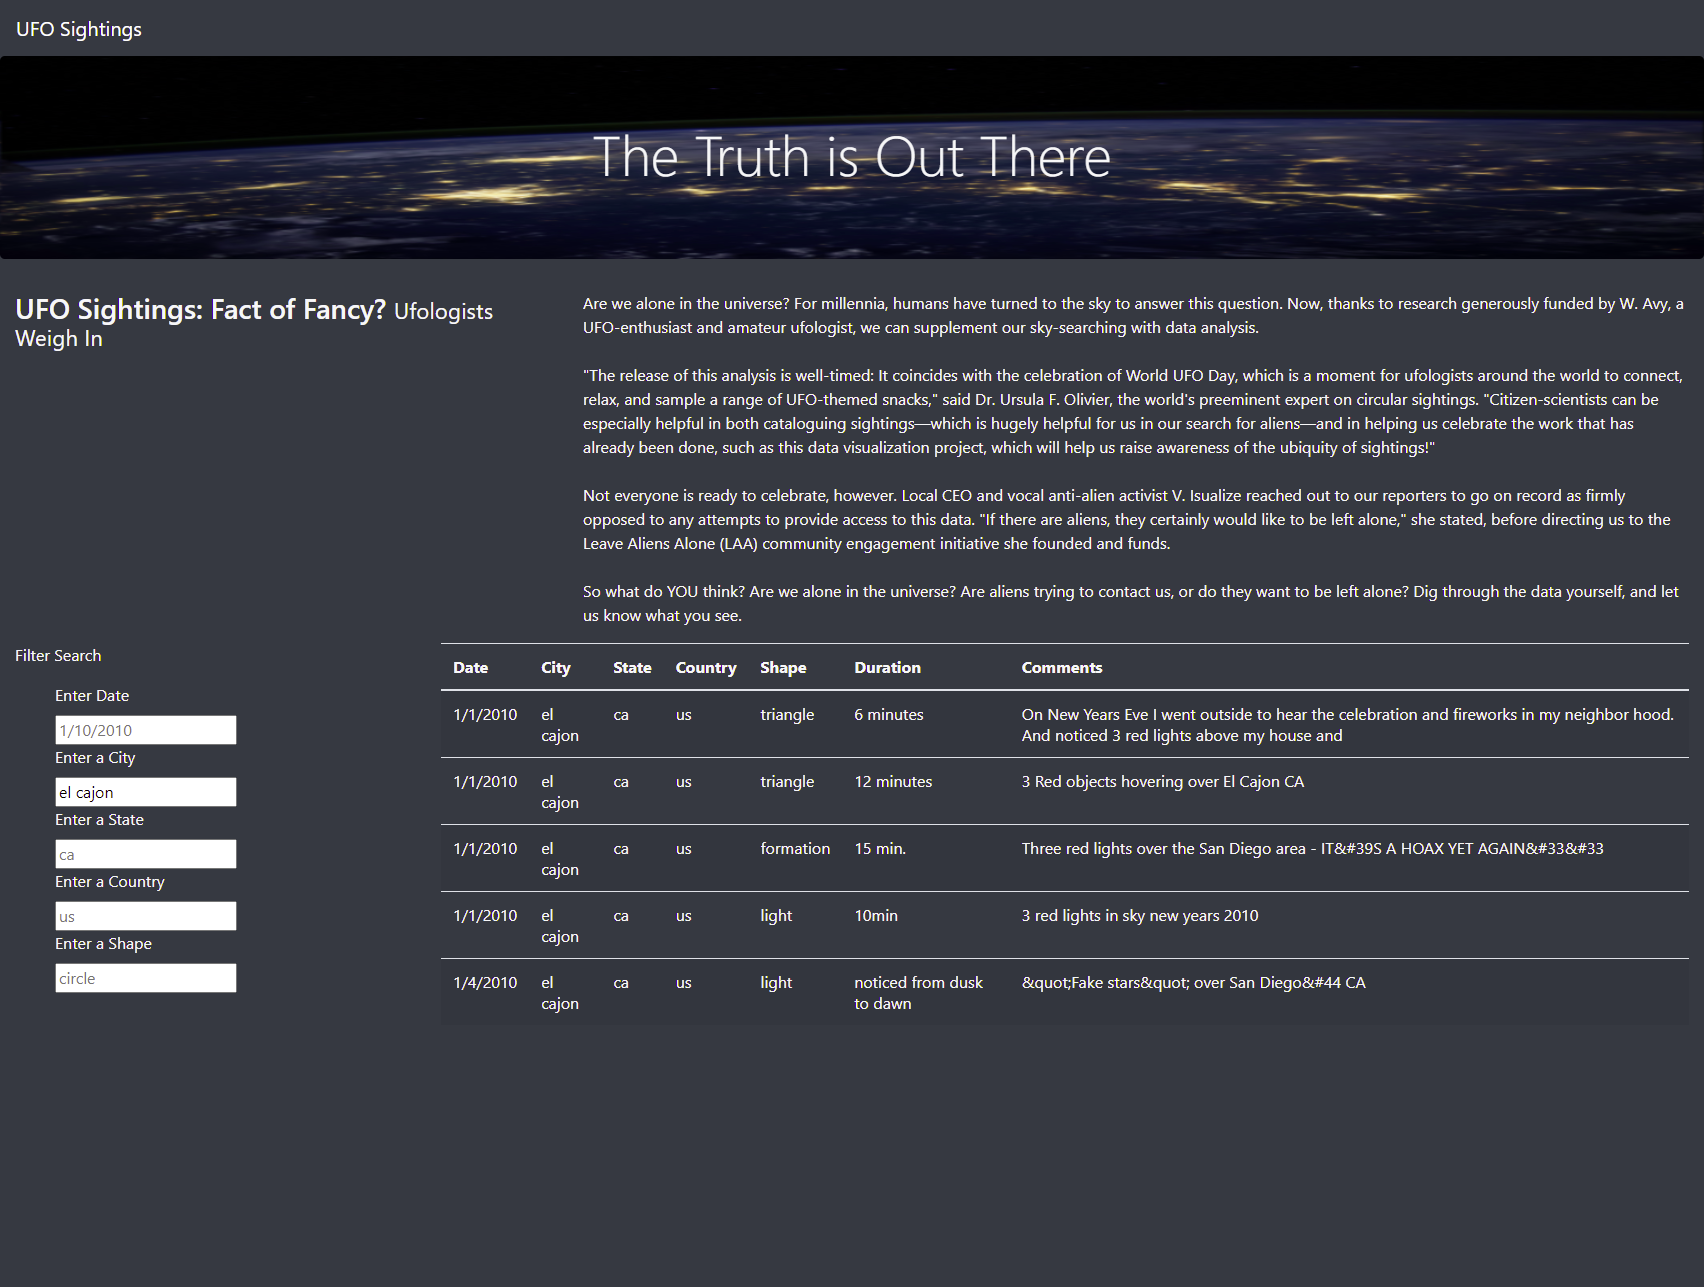 UFO Sightings
The Truth is Out There
UFO Sightings: Fact of Fancy? Ufologists
Weigh In
Are we alone in the universe? For millennia, humans have turned to the sky to answer this question. Now, thanks to research generously funded by W. Avy, a
UFO-enthusiast and amateur ufologist, we can supplement our sky-searching with data analysis.
"The release of this analysis is well-timed: It coincides with the celebration of World UFO Day, which is a moment for ufologists around the world to connect,
relax, and sample a range of UFO-themed snacks," said Dr. Ursula F. Olivier, the world's preeminent expert on circular sightings. "Citizen-scientists can be
especially helpful in both cataloguing sightings—which is hugely helpful for us in our search for aliens—and in helping us celebrate the work that has
already been done, such as this data visualization project, which will help us raise awareness of the ubiquity of sightings!"
Not everyone is ready to celebrate, however. Local CEO and vocal anti-alien activist V. Isualize reached out to our reporters to go on record as firmly
opposed to any attempts to provide access to this data. "If there are aliens, they certainly would like to be left alone," she stated, before directing us to the
Leave Aliens Alone (LAA) community engagement initiative she founded and funds.
So what do YOU think? Are we alone in the universe? Are aliens trying to contact us, or do they want to be left alone? Dig through the data yourself, and let
us know what you see.
Filter Search
Enter Date
1/10/2010
Enter a City
el cajon
Enter a State
ca
Enter a Country
us
Enter a Shape
circle
Date City State Country Shape Duration Comments
1/1/2010 el cajon ca us triangle 6 minutes On New Years Eve I went outside to hear the celebration and fireworks in my neighbor hood.
And noticed 3 red lights above my house and
1/1/2010 el cajon ca us triangle 12 minutes 3 Red objects hovering over El Cajon CA
1/1/2010 el cajon ca us formation 15 min. Three red lights over the San Diego area - IT&#39S A HOAX YET AGAIN&#33&#33
1/1/2010 el cajon ca us light 10min 3 red lights in sky new years 2010
1/4/2010 el cajon ca us light noticed from dusk to dawn &quot;Fake stars&quot; over San Diego&#44 CA